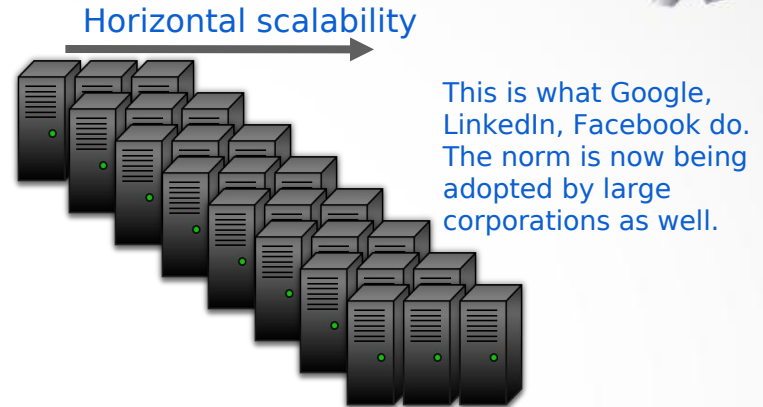 Horizontal scalability
This is what Google,
LinkedIn, Facebook do.
The norm is now being
adopted by large
corporations as well.